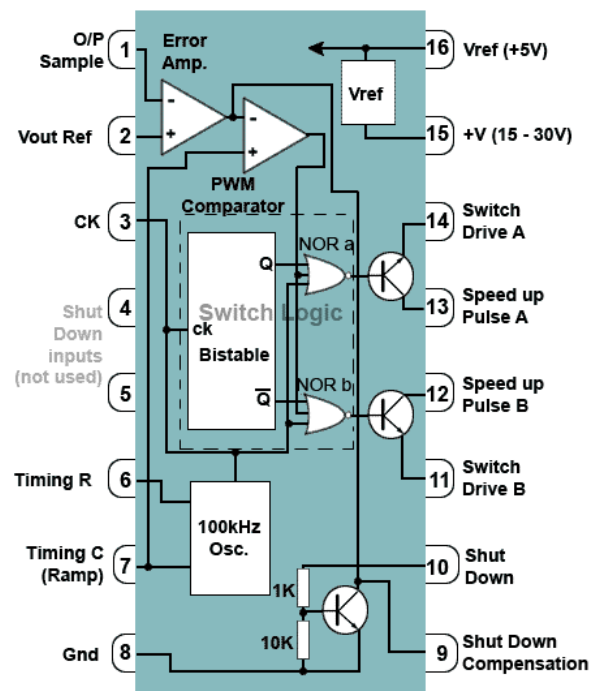 O/P
Sample
1
Error
Amp.
-
+
Vout Ref
2
-
+
PWM
Comparator
CK
3
Shut
Down
inputs
(not used)
4
5
Switch Logic
Q
ck
Bistable
Q̅
NOR a
NOR b
Timing R
6
100kHz
Osc.
Timing C
(Ramp)
7
Gnd
8
1K
10K
16
Vref (+5V)
Vref
15
+V (15 - 30V)
14
Switch
Drive A
13
Speed up
Pulse A
12
Speed up
Pulse B
11
Switch
Drive B
10
Shut
Down
9
Shut Down
Compensation